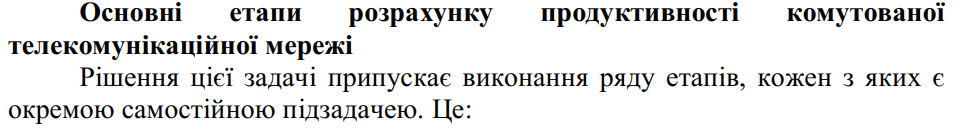 Основні етапи розрахунку продуктивності комутованої
телекомунікаційної мережі
Рішення цієї задачі припускає виконання ряду етапів, кожен з яких є
окремою самостійною підзадачею. Це: